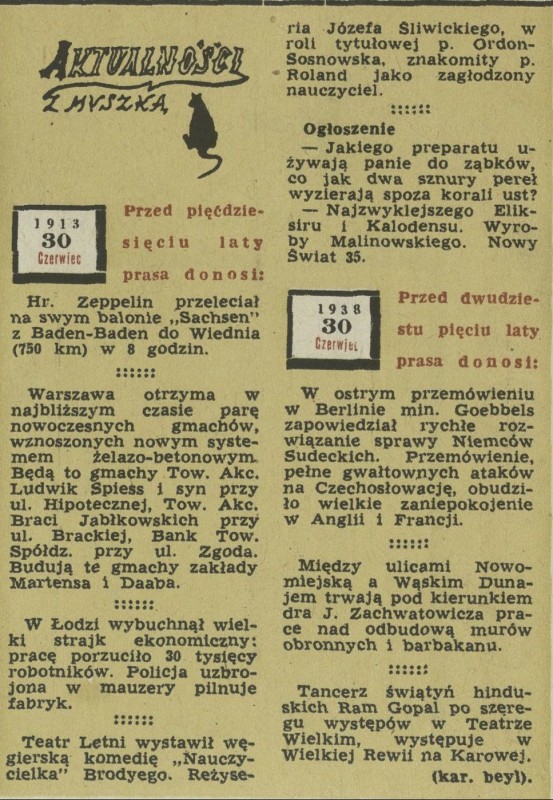 AKTUALNOŚCI
Z MYSZKĄ
1913
30
Czerwiec
Przed pięćdzie-
sięciu laty
prasa donosi:
Hr. Zeppelin przeleciał
na swym balonie „Sachsen”
z Baden-Baden do Wiednia
(750 km) w 8 godzin.
::::::
Warszawa otrzyma w
najbliższym czasie parę
nowoczesnych gmachów,
wznoszonych nowym syste-
mem żelazo-betonowym.
Będą to gmachy Tow. Akc.
Ludwik Spiess i syn przy
ul. Hipotecznej, Tow. Akc.
Braci Jabłkowskich przy
ul. Brackiej, Bank Tow.
Spółdz. przy ul. Zgoda.
Budują te gmachy zakłady
Martensa i Daaba.
::::::
W Łodzi wybuchnął wiel-
ki strajk ekonomiczny:
pracę porzuciło 30 tysięcy
robotników. Policja uzbro-
jona w mauzery pilnuje
fabryk.
::::::
Teatr Letni wystawił wę-
gierską komedię „Nauczy-
cielka” Brodyego. Reżyse-
ria Józefa Śliwickiego, w
roli tytułowej p. Ordon-
Sosnowska, znakomity p.
Roland jako zagłodzony
nauczyciel.
::::::
Ogłoszenie
— Jakiego preparatu u-
żywają panie do ząbków,
co jak dwa sznury pereł
wyzierają spoza korali ust?
— Najzwyklejszego Elik-
siru i Kalodensu. Wyro-
by Malinowskiego. Nowy
Świat 35.
1938
30
Czerwiec
Przed dwudzie-
stu pięciu laty
prasa donosi:
W ostrym przemówieniu
w Berlinie min. Goebbels
zapowiedział rychłe roz-
wiązanie sprawy Niemców
Sudeckich. Przemówienie,
pełne gwałtownych ataków
na Czechosłowację, obudzi-
ło wielkie zaniepokojenie
w Anglii i Francji.
::::::
Między ulicami Nowo-
miejską a Wąskim Duna-
jem trwają pod kierunkiem
dra J. Zachwatowicza pra-
ce nad odbudową murów
obronnych i barbakanu.
::::::
Tancerz świątyń hindu-
skich Ram Gopal po szere-
gu występów w Teatrze
Wielkim, występuje w
Wielkiej Rewii na Karowej.
(kar. beyl).